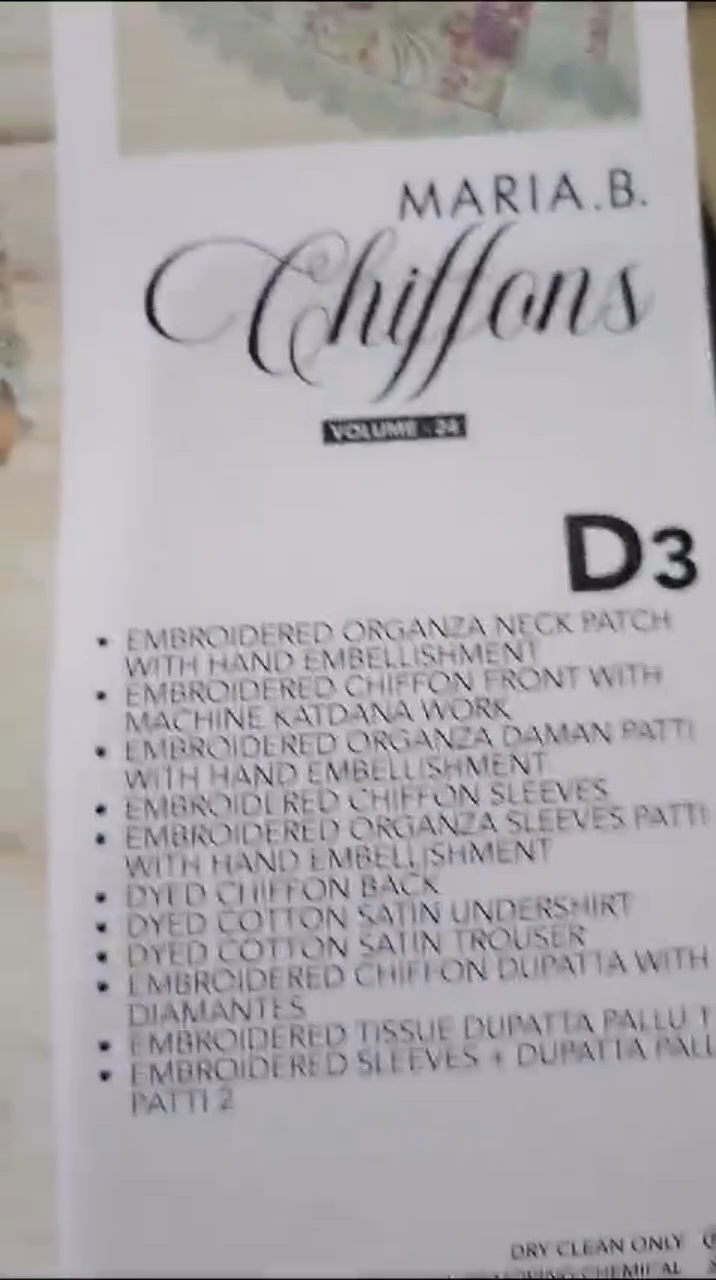 MARIA.B.
Chiffons
VOLUME - 24
D3
• EMBROIDERED ORGANZA NECK PATCH
WITH HAND EMBELLISHMENT
• EMBROIDERED CHIFFON FRONT WITH
MACHINE KATDANA WORK
• EMBROIDERED ORGANZA DAMAN PATTI
WITH HAND EMBELLISHMENT
• EMBROIDERED CHIFFON SLEEVES
• EMBROIDERED ORGANZA SLEEVES PATTI
WITH HAND EMBELLISHMENT
• DYED CHIFFON BACK
• DYED COTTON SATIN UNDERSHIRT
• DYED COTTON SATIN TROUSER
• EMBROIDERED CHIFFON DUPATTA WITH
DIAMANTES
• EMBROIDERED TISSUE DUPATTA PALLU 1
• EMBROIDERED SLEEVES + DUPATTA PALL
PATTI 2
DRY CLEAN ONLY
CHEMICAL